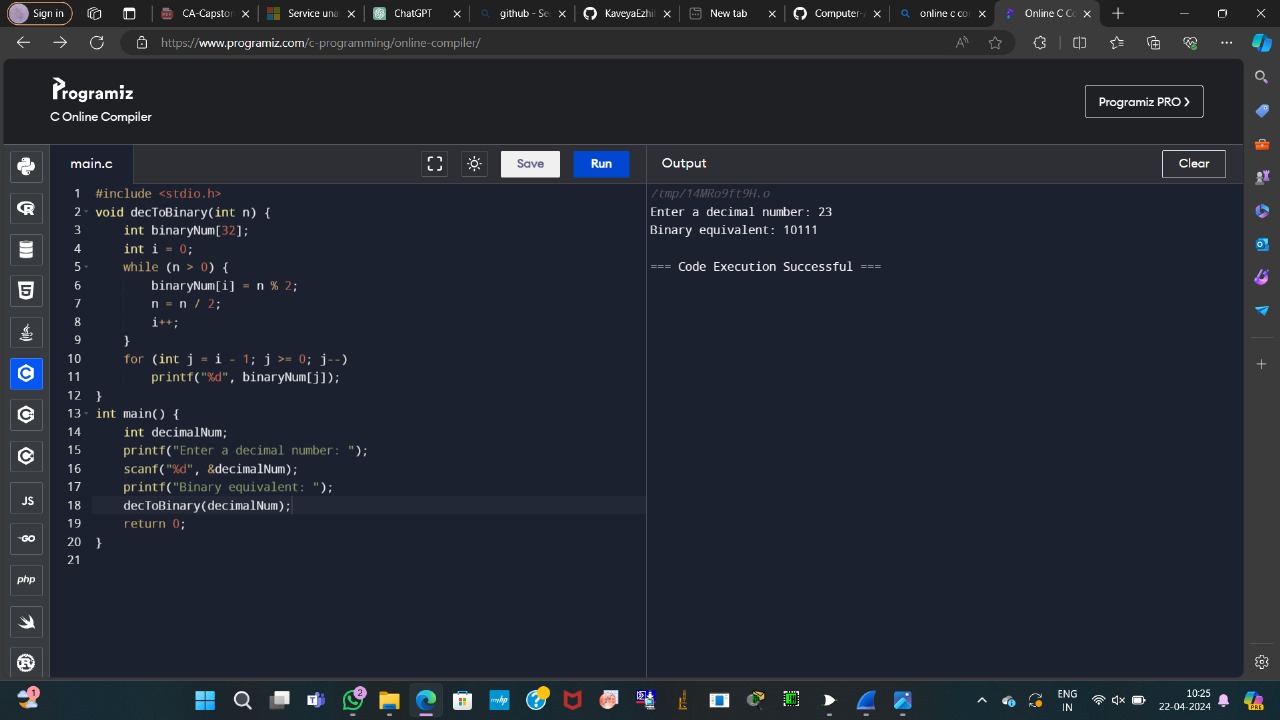 Sign in
CA-Capston
Service una
ChatGPT
github - Se
KaveyaEzhil
New tab
Computer
online c co
Online C Co
https://www.programiz.com/c-programming/online-compiler/
Programiz
C Online Compiler
Programiz PRO >
main.c
Save
Run
Output
Clear
1 #include <stdio.h>
2 void decToBinary(int n) {
3 int binaryNum[32];
4 int i = 0;
5 while (n > 0) {
6 binaryNum[i] = n % 2;
7 n = n / 2;
8 i++;
9 }
10 for (int j = i - 1; j >= 0; j--)
11 printf("%d", binaryNum[j]);
12 }
13 int main() {
14 int decimalNum;
15 printf("Enter a decimal number: ");
16 scanf("%d", &decimalNum);
17 printf("Binary equivalent: ");
18 decToBinary(decimalNum);
19 return 0;
20 }
21
/tmp/14MRo9ft9H.o
Enter a decimal number: 23
Binary equivalent: 10111
=== Code Execution Successful ===
JS
GO
php
1
2
ENG
IN
10:25
22-04-2024